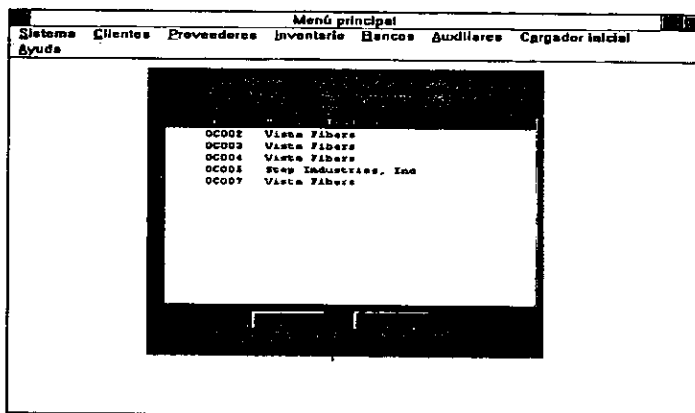 Menú principal
Sistema Clientes Proveedores Inventario Bancos Auxiliares Cargador inicial
Ayuda
OC002 Vista Fibers
OC003 Vista Fibers
OC004 Vista Fibers
OC005 Step Industries, Inc
OC007 Vista Fibers